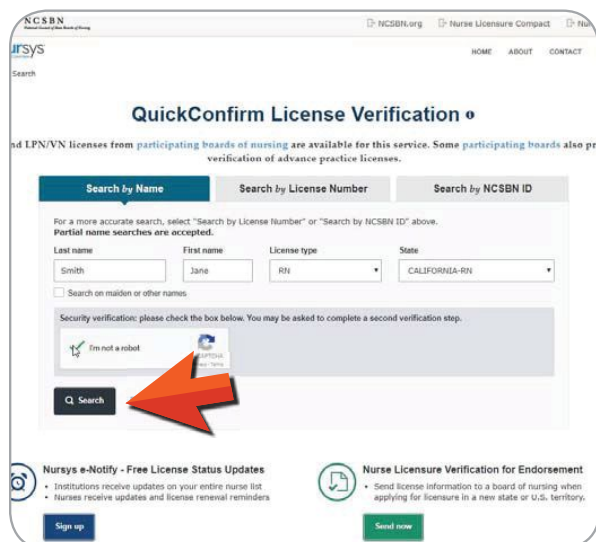 NCSBN
National Council of State Boards of Nursing
NCSBN.org
Nurse Licensure Compact
ursys
HOME ABOUT CONTACT
Search
QuickConfirm License Verification
nd LPN/VN licenses from participating boards of nursing are available for this service. Some participating boards also pr
verification of advance practice licenses.
Search by Name
Search by License Number
Search by NCSBN ID
For a more accurate search, select "Search by License Number" or "Search by NCSBN ID" above.
Partial name searches are accepted.
Last name First name License type State
Smith Jane RN CALIFORNIA-RN
Search on maiden or other names
Security verification: please check the box below. You may be asked to complete a second verification step.
I'm not a robot
Search
Nursys e-Notify - Free License Status Updates
• Institutions receive updates on your entire nurse list
• Nurses receive updates and license renewal reminders
Sign up
Nurse Licensure Verification for Endorsement
• Send license information to a board of nursing when
applying for licensure in a new state or U.S. territory.
Send now